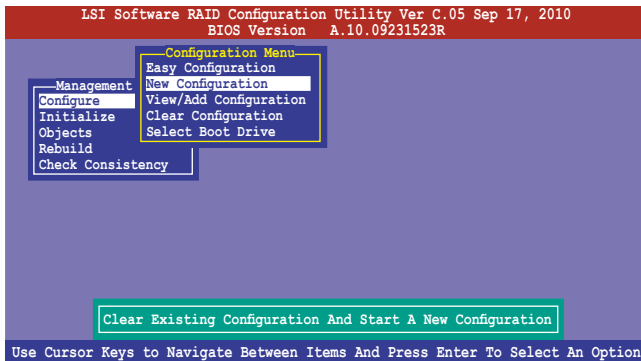 LSI Software RAID Configuration Utility Ver C.05 Sep 17, 2010
BIOS Version A.10.09231523R
Configuration Menu
Easy Configuration
New Configuration
View/Add Configuration
Clear Configuration
Select Boot Drive
Management
Configure
Initialize
Objects
Rebuild
Check Consistency
Clear Existing Configuration And Start A New Configuration
Use Cursor Keys to Navigate Between Items And Press Enter To Select An Option